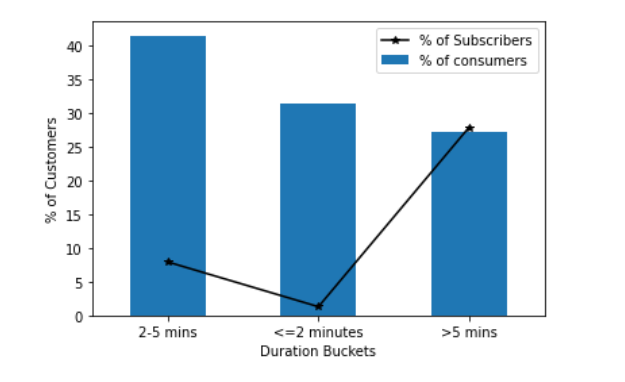 % of Subscribers
% of consumers
% of Customers
40
35
30
25
20
15
10
5
0
2-5 mins
<=2 minutes
>5 mins
Duration Buckets